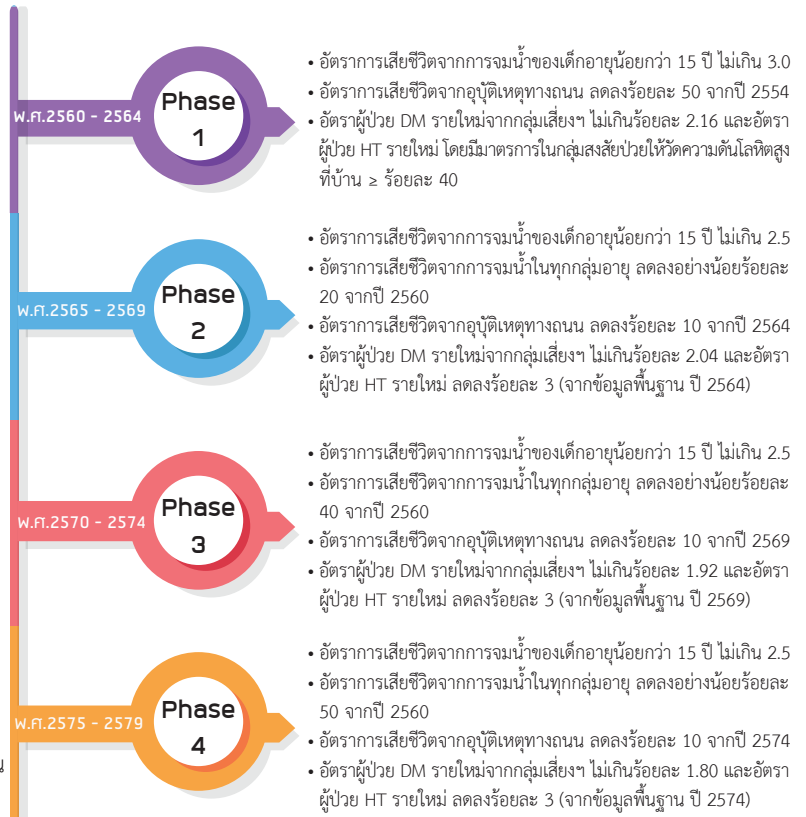 พ.ศ.2560 - 2564
Phase
1
• อัตราการเสียชีวิตจากการจมน้ำของเด็กอายุน้อยกว่า 15 ปี ไม่เกิน 3.0
• อัตราการเสียชีวิตจากอุบัติเหตุทางถนน ลดลงร้อยละ 50 จากปี 2554
• อัตราผู้ป่วย DM รายใหม่จากกลุ่มเสี่ยงฯ ไม่เกินร้อยละ 2.16 และอัตรา
ผู้ป่วย HT รายใหม่ โดยมีมาตรการในกลุ่มสงสัยป่วยให้วัดความดันโลหิตสูง
ที่บ้าน ≥ ร้อยละ 40
พ.ศ.2565 - 2569
Phase
2
• อัตราการเสียชีวิตจากการจมน้ำของเด็กอายุน้อยกว่า 15 ปี ไม่เกิน 2.5
• อัตราการเสียชีวิตจากการจมน้ำในทุกกลุ่มอายุ ลดลงอย่างน้อยร้อยละ
20 จากปี 2560
• อัตราการเสียชีวิตจากอุบัติเหตุทางถนน ลดลงร้อยละ 10 จากปี 2564
• อัตราผู้ป่วย DM รายใหม่จากกลุ่มเสี่ยงฯ ไม่เกินร้อยละ 2.04 และอัตรา
ผู้ป่วย HT รายใหม่ ลดลงร้อยละ 3 (จากข้อมูลพื้นฐาน ปี 2564)
พ.ศ.2570 - 2574
Phase
3
• อัตราการเสียชีวิตจากการจมน้ำของเด็กอายุน้อยกว่า 15 ปี ไม่เกิน 2.5
• อัตราการเสียชีวิตจากการจมน้ำในทุกกลุ่มอายุ ลดลงอย่างน้อยร้อยละ
40 จากปี 2560
• อัตราการเสียชีวิตจากอุบัติเหตุทางถนน ลดลงร้อยละ 10 จากปี 2569
• อัตราผู้ป่วย DM รายใหม่จากกลุ่มเสี่ยงฯ ไม่เกินร้อยละ 1.92 และอัตรา
ผู้ป่วย HT รายใหม่ ลดลงร้อยละ 3 (จากข้อมูลพื้นฐาน ปี 2569)
พ.ศ.2575 - 2579
Phase
4
• อัตราการเสียชีวิตจากการจมน้ำของเด็กอายุน้อยกว่า 15 ปี ไม่เกิน 2.5
• อัตราการเสียชีวิตจากการจมน้ำในทุกกลุ่มอายุ ลดลงอย่างน้อยร้อยละ
50 จากปี 2560
• อัตราการเสียชีวิตจากอุบัติเหตุทางถนน ลดลงร้อยละ 10 จากปี 2574
• อัตราผู้ป่วย DM รายใหม่จากกลุ่มเสี่ยงฯ ไม่เกินร้อยละ 1.80 และอัตรา
ผู้ป่วย HT รายใหม่ ลดลงร้อยละ 3 (จากข้อมูลพื้นฐาน ปี 2574)